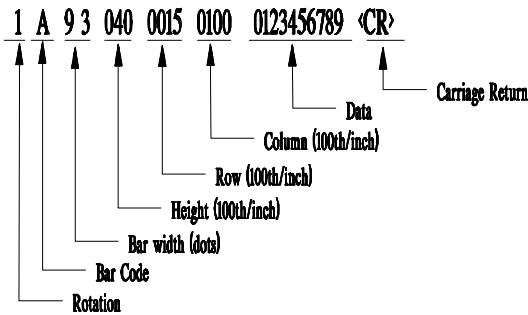 1 A 9 3 040 0015 0100 0123456789 <CR>
Carriage Return
Data
Column (100th/inch)
Row (100th/inch)
Height (100th/inch)
Bar width (dots)
Bar Code
Rotation